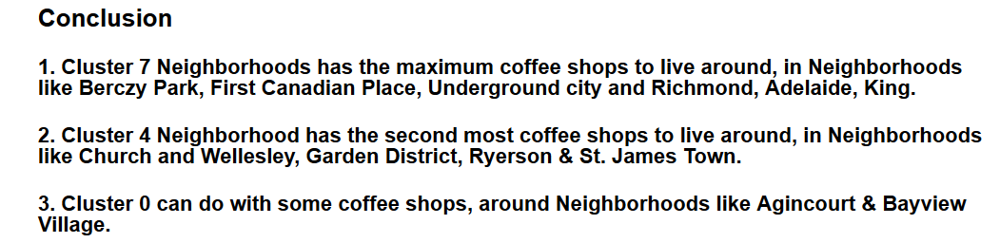 Conclusion
1. Cluster 7 Neighborhoods has the maximum coffee shops to live around, in Neighborhoods
like Berczy Park, First Canadian Place, Underground city and Richmond, Adelaide, King.
2. Cluster 4 Neighborhood has the second most coffee shops to live around, in Neighborhoods
like Church and Wellesley, Garden District, Ryerson & St. James Town.
3. Cluster 0 can do with some coffee shops, around Neighborhoods like Agincourt & Bayview
Village.